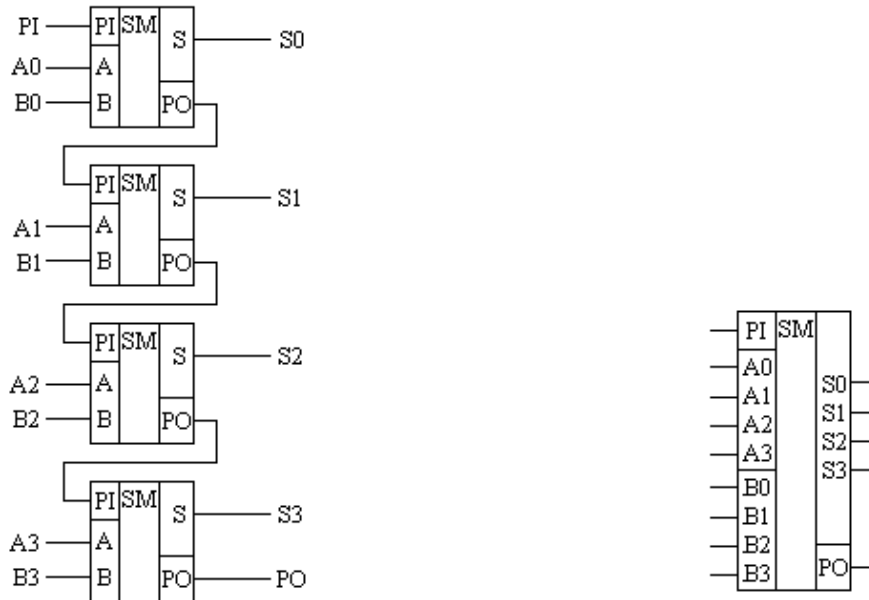 PI PI SM S S0
A0 A
B0 B PO
PI SM S S1
A1 A
B1 B PO
PI SM S S2
A2 A
B2 B PO
PI SM S S3
A3 A
B3 B PO PO
PI SM
A0
A1
A2
A3
B0
B1
B2
B3
S0
S1
S2
S3
PO